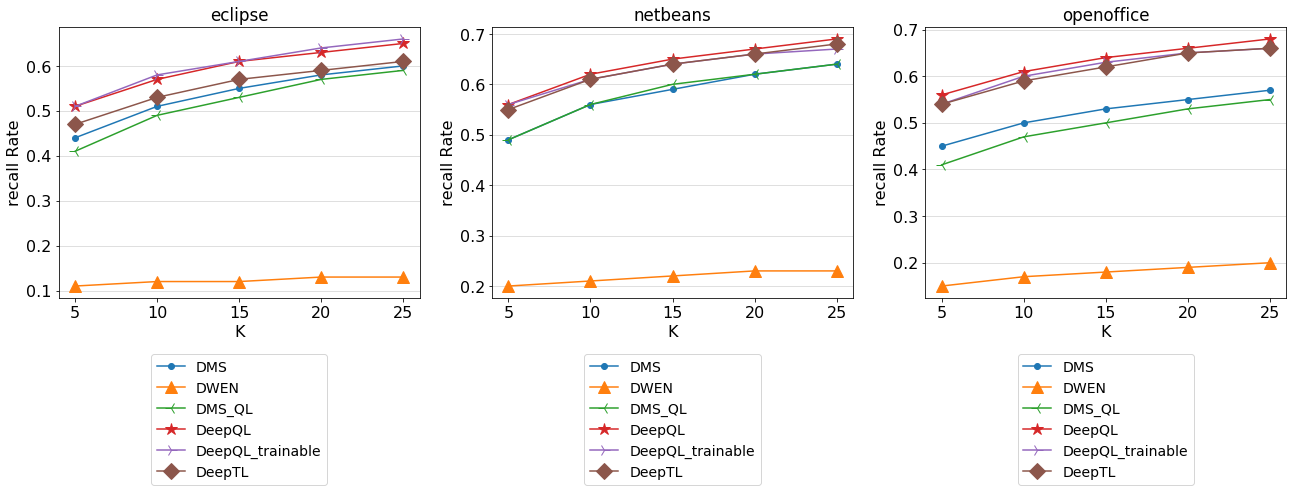 eclipse
recall Rate
0.6
0.5
0.4
0.3
0.2
0.1
5 10 15 20 25
K
DMS
DWEN
DMS_QL
DeepQL
DeepQL_trainable
DeepTL
netbeans
recall Rate
0.7
0.6
0.5
0.4
0.3
0.2
5 10 15 20 25
K
DMS
DWEN
DMS_QL
DeepQL
DeepQL_trainable
DeepTL
openoffice
recall Rate
0.7
0.6
0.5
0.4
0.3
0.2
5 10 15 20 25
K
DMS
DWEN
DMS_QL
DeepQL
DeepQL_trainable
DeepTL